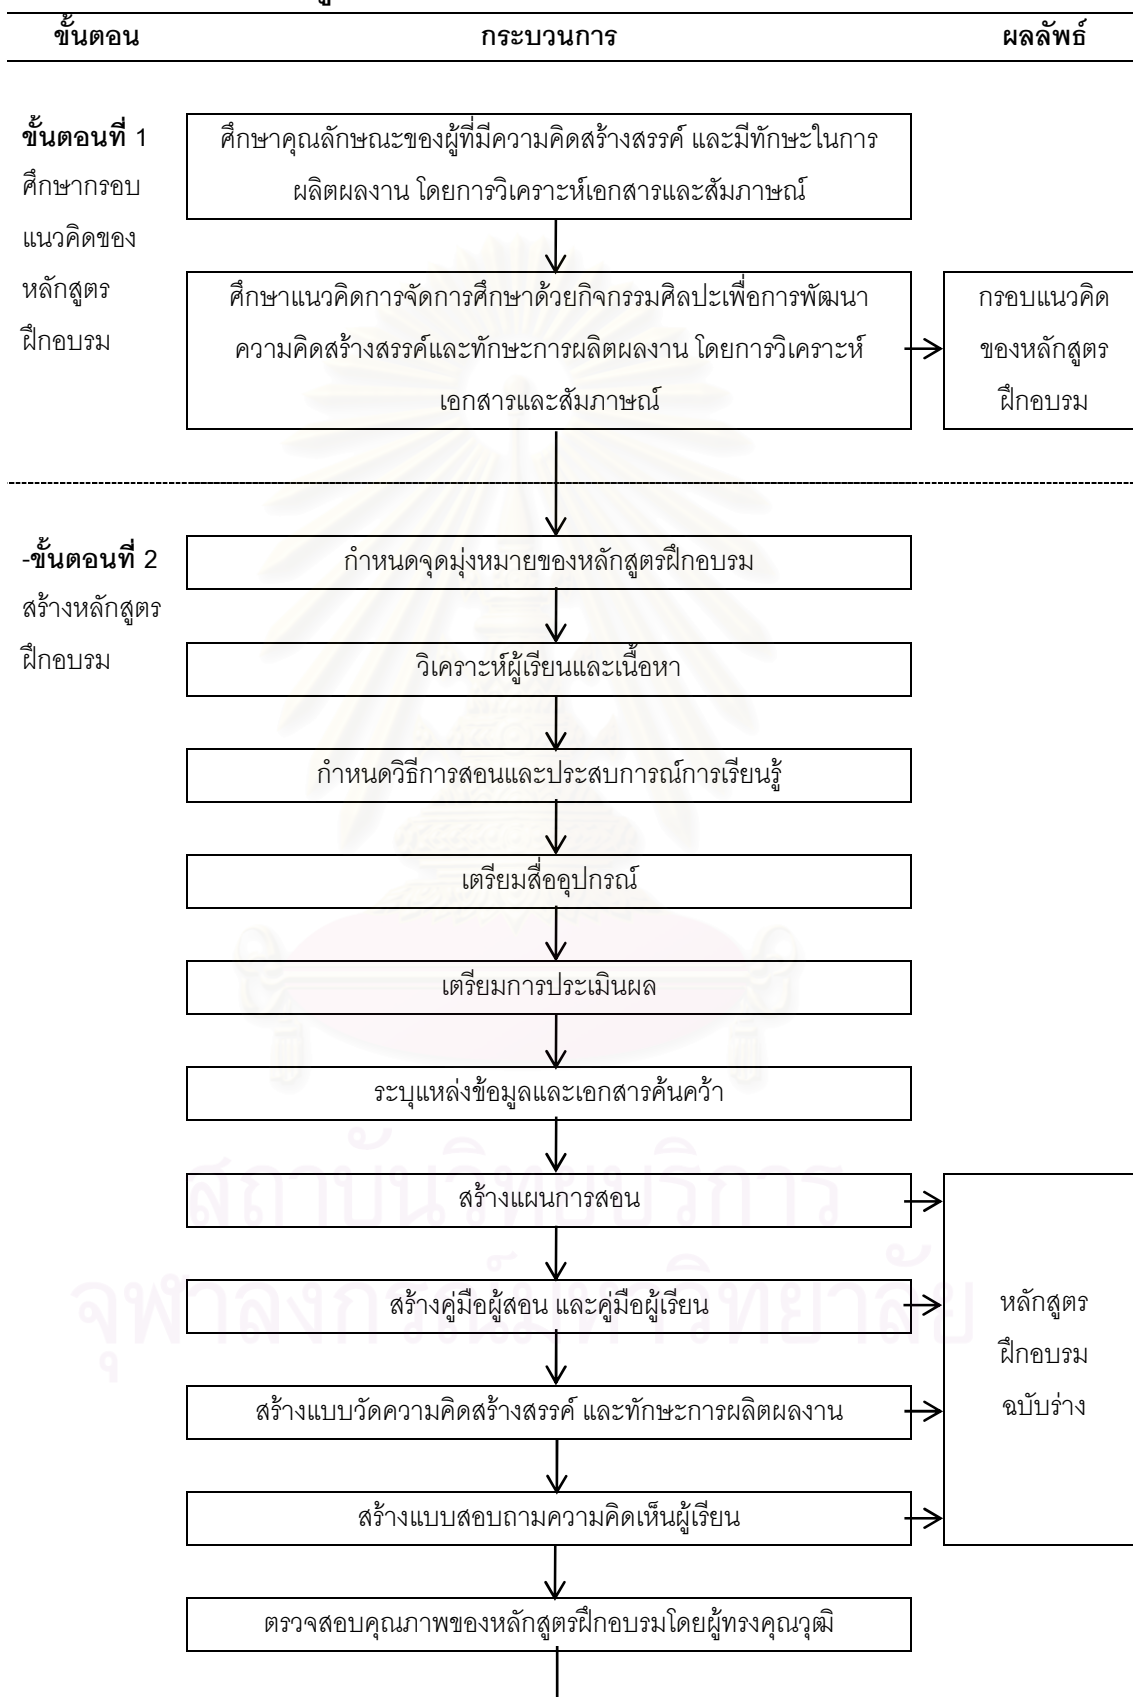 ขั้นตอน กระบวนการ ผลลัพธ์
ขั้นตอนที่ 1
ศึกษากรอบ
แนวคิดของ
หลักสูตร
ฝึกอบรม
ศึกษาคุณลักษณะของผู้ที่มีความคิดสร้างสรรค์ และมีทักษะในการ
ผลิตผลงาน โดยการวิเคราะห์เอกสารและสัมภาษณ์
ศึกษาแนวคิดการจัดการศึกษาด้วยกิจกรรมศิลปะเพื่อการพัฒนา
ความคิดสร้างสรรค์และทักษะการผลิตผลงาน โดยการวิเคราะห์
เอกสารและสัมภาษณ์
กรอบแนวคิด
ของหลักสูตร
ฝึกอบรม
-ขั้นตอนที่ 2
สร้างหลักสูตร
ฝึกอบรม
กำหนดจุดมุ่งหมายของหลักสูตรฝึกอบรม
วิเคราะห์ผู้เรียนและเนื้อหา
กำหนดวิธีการสอนและประสบการณ์การเรียนรู้
เตรียมสื่ออุปกรณ์
เตรียมการประเมินผล
ระบุแหล่งข้อมูลและเอกสารค้นคว้า
สร้างแผนการสอน
สร้างคู่มือผู้สอน และคู่มือผู้เรียน
สร้างแบบวัดความคิดสร้างสรรค์ และทักษะการผลิตผลงาน
สร้างแบบสอบถามความคิดเห็นผู้เรียน
หลักสูตร
ฝึกอบรม
ฉบับร่าง
ตรวจสอบคุณภาพของหลักสูตรฝึกอบรมโดยผู้ทรงคุณวุฒิ
สถาบันวิทยบริการ
จุฬาลงกรณ์มหาวิทยาลัย